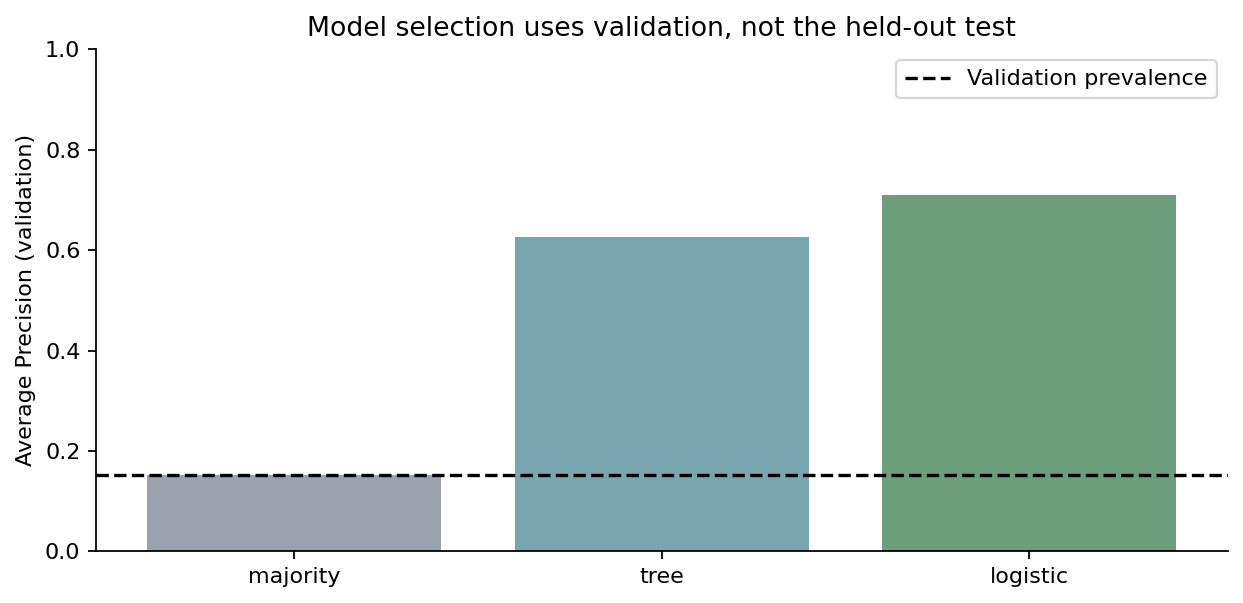 Model selection uses validation, not the held-out test
Validation prevalence
Average Precision (validation)
1.0
0.8
0.6
0.4
0.2
0.0
majority
tree
logistic